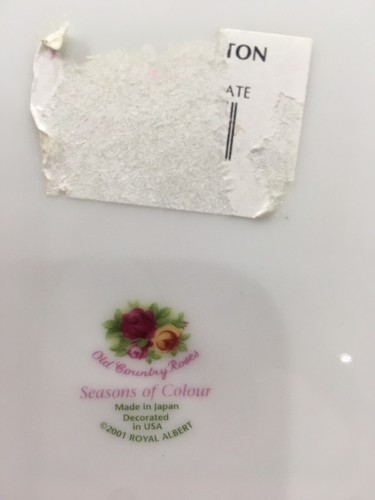 TON
ATE
Old Country Roses
Seasons of Colour
Made in Japan
Decorated
in USA
©2001 ROYAL ALBERT